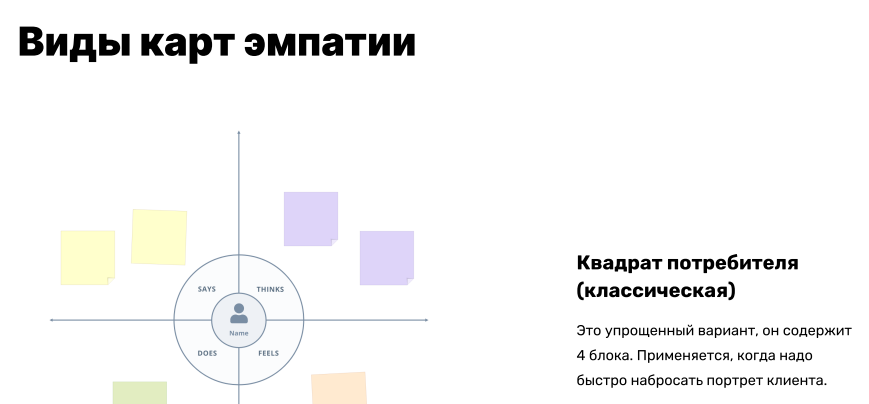 Виды карт эмпатии
SAYS THINKS
Name
DOES FEELS
Квадрат потребителя
(классическая)
Это упрощенный вариант, он содержит
4 блока. Применяется, когда надо
быстро набросать портрет клиента.